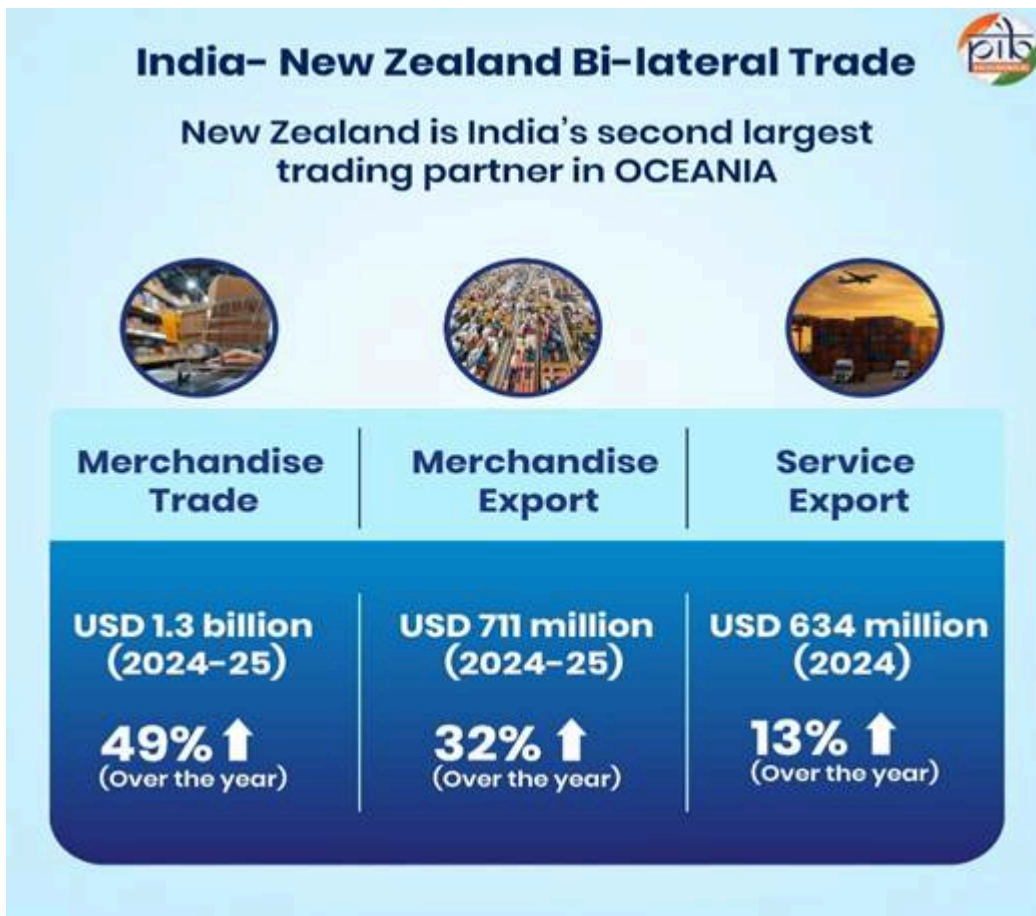 India- New Zealand Bi-lateral Trade
pib
New Zealand is India's second largest
trading partner in OCEANIA
Merchandise
Trade
Merchandise
Export
Service
Export
USD 1.3 billion
(2024-25)
USD 711 million
(2024-25)
USD 634 million
(2024)
49%
(Over the year)
32%
(Over the year)
13%
(Over the year)